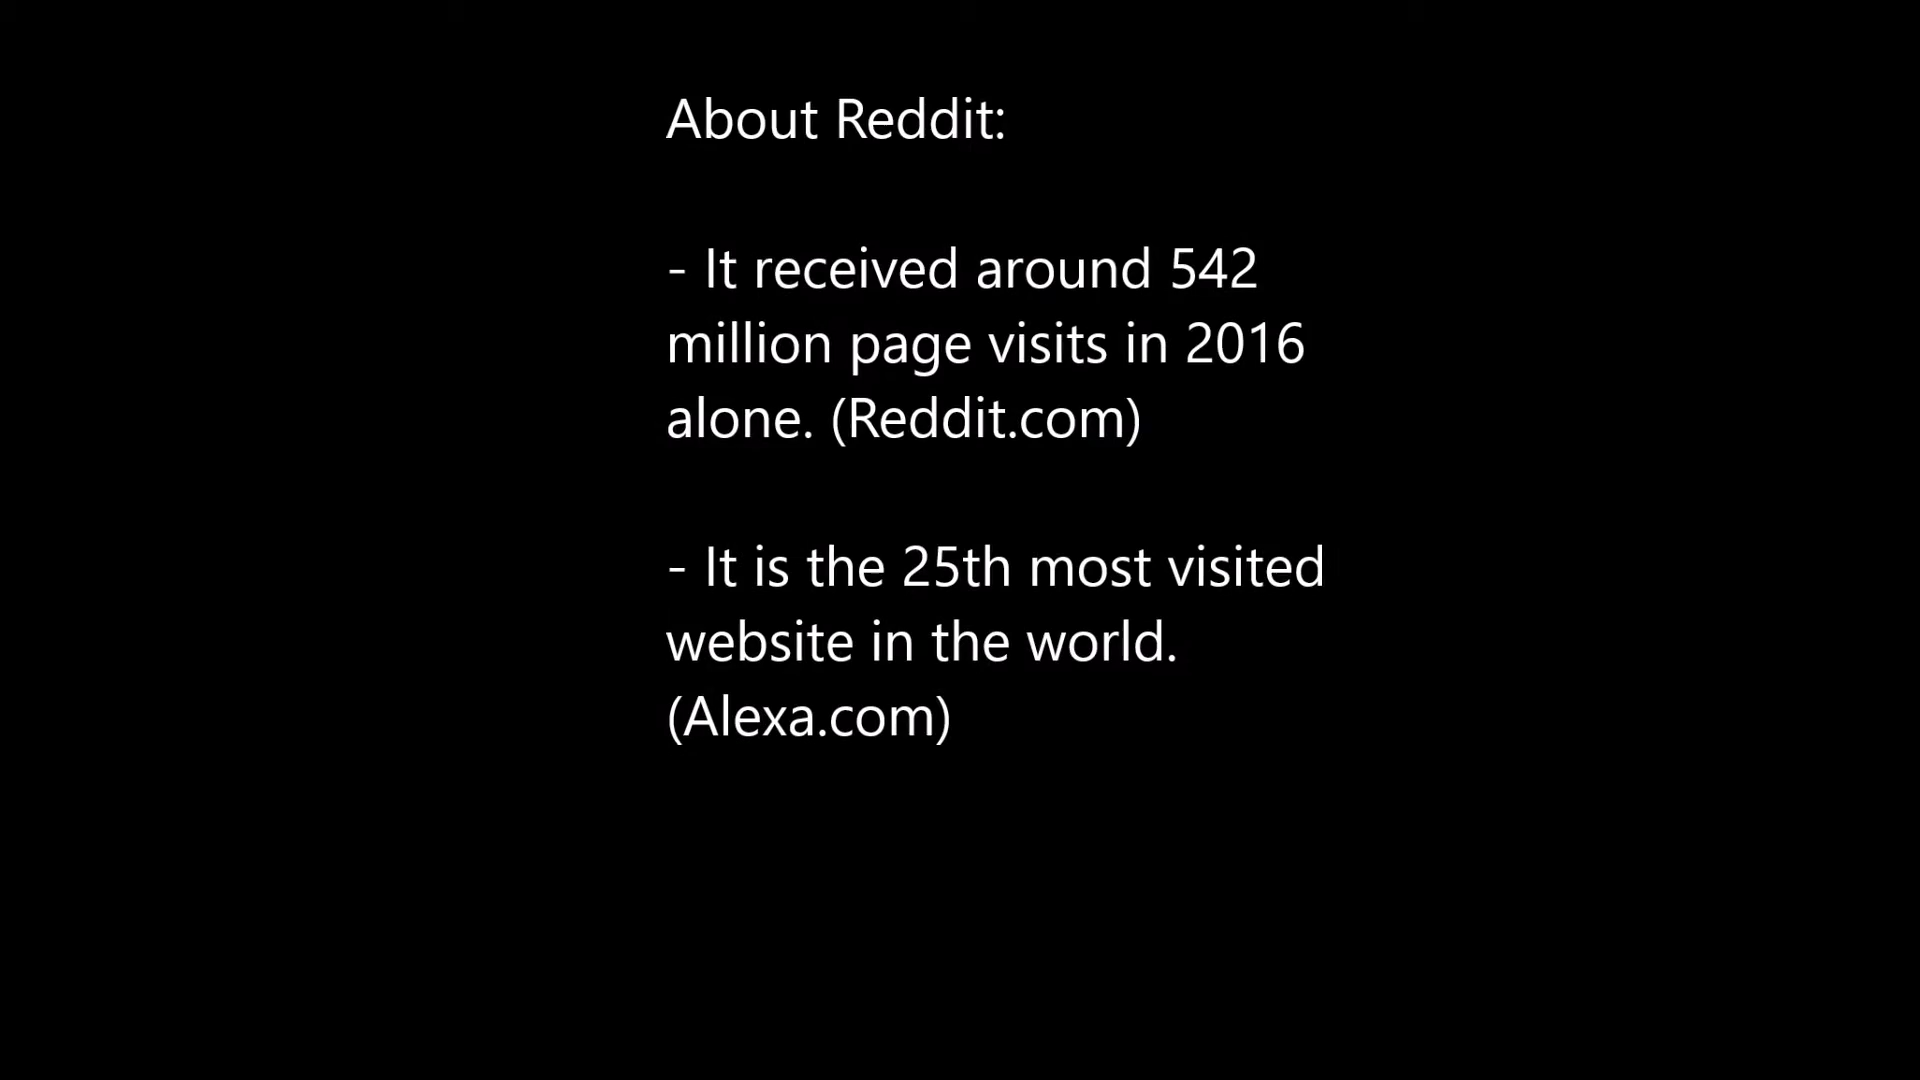 About Reddit:
- It received around 542
million page visits in 2016
alone. (Reddit.com)
- It is the 25th most visited
website in the world.
(Alexa.com)